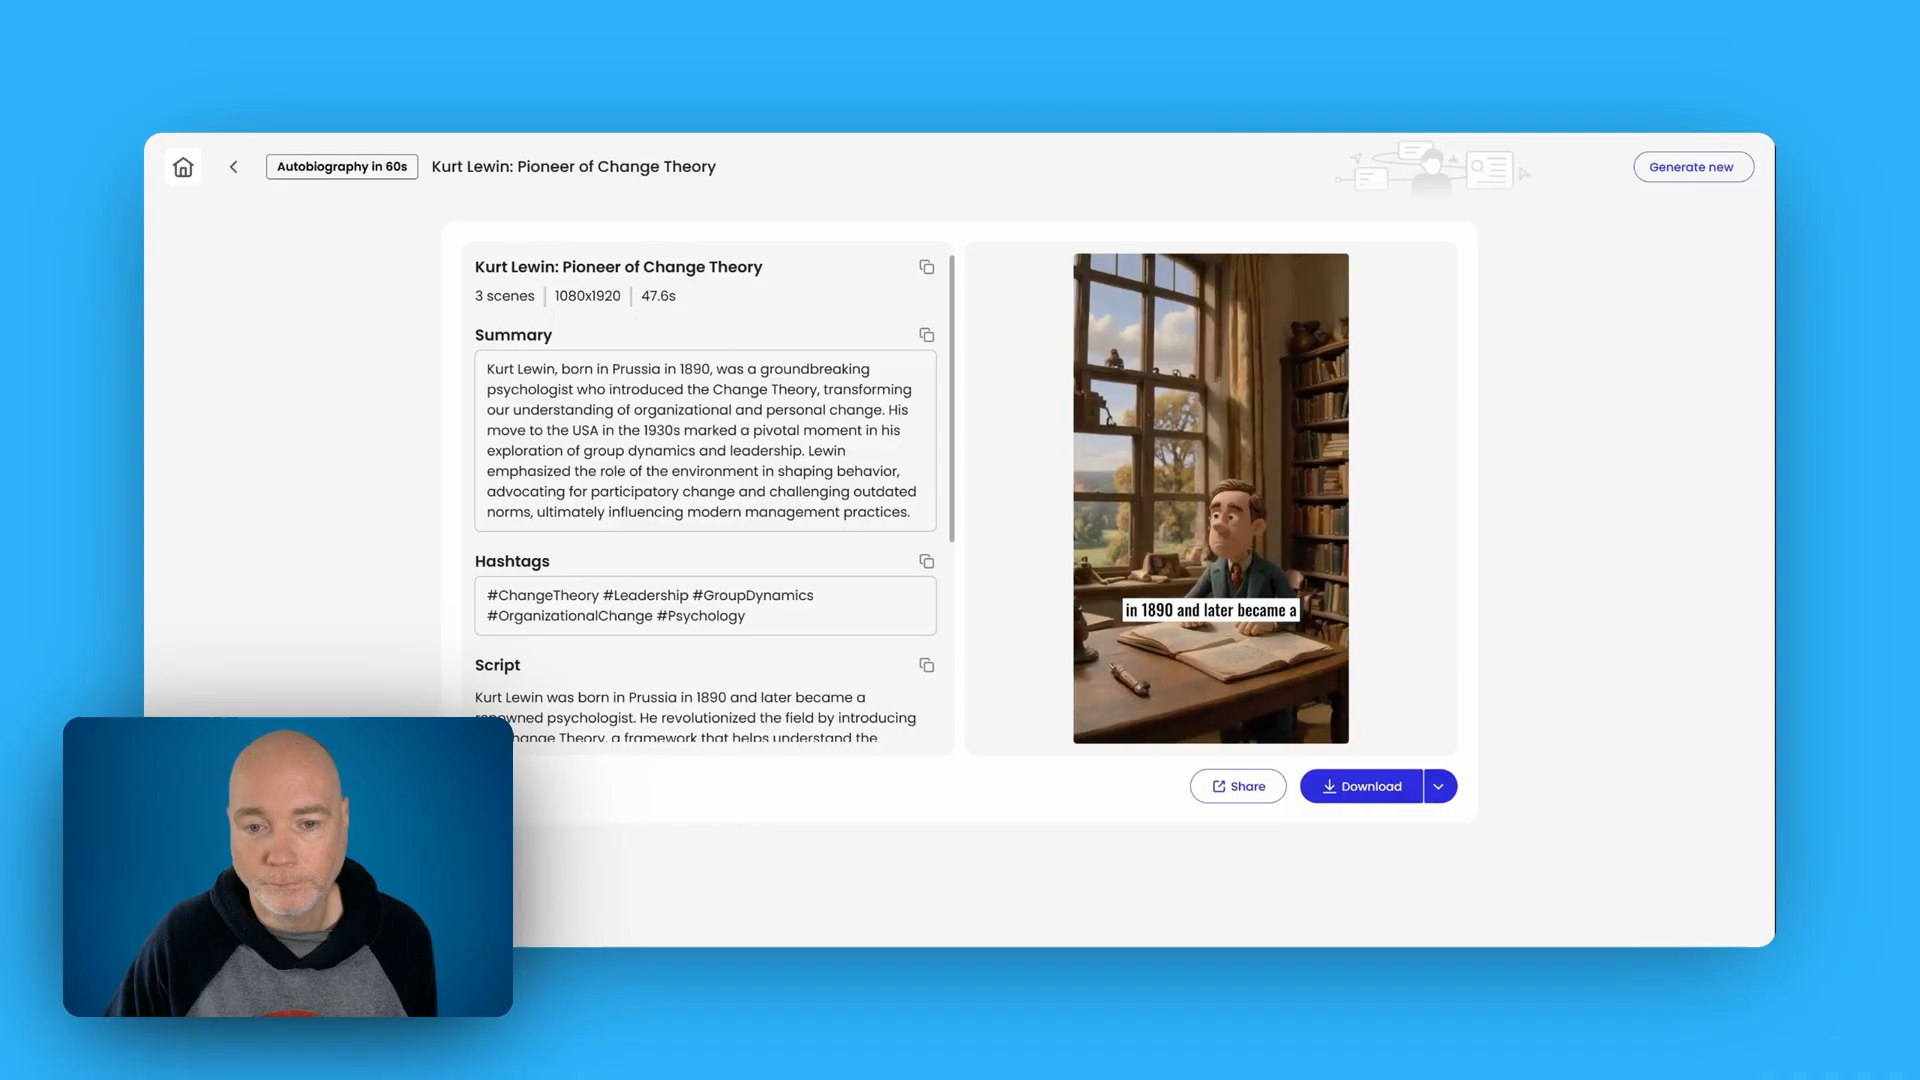 Autobiography in 60s
Kurt Lewin: Pioneer of Change Theory
Generate new
Kurt Lewin: Pioneer of Change Theory
3 scenes | 1080x1920 | 47.6s
Summary
Kurt Lewin, born in Prussia in 1890, was a groundbreaking
psychologist who introduced the Change Theory, transforming
our understanding of organizational and personal change. His
move to the USA in the 1930s marked a pivotal moment in his
exploration of group dynamics and leadership. Lewin
emphasized the role of the environment in shaping behavior,
advocating for participatory change and challenging outdated
norms, ultimately influencing modern management practices.
Hashtags
#ChangeTheory #Leadership #GroupDynamics
#OrganizationalChange #Psychology
Script
Kurt Lewin was born in Prussia in 1890 and later became a
renowned psychologist. He revolutionized the field by introducing
hange Theory, a framework that helps understand the
in 1890 and later became a
Share
Download